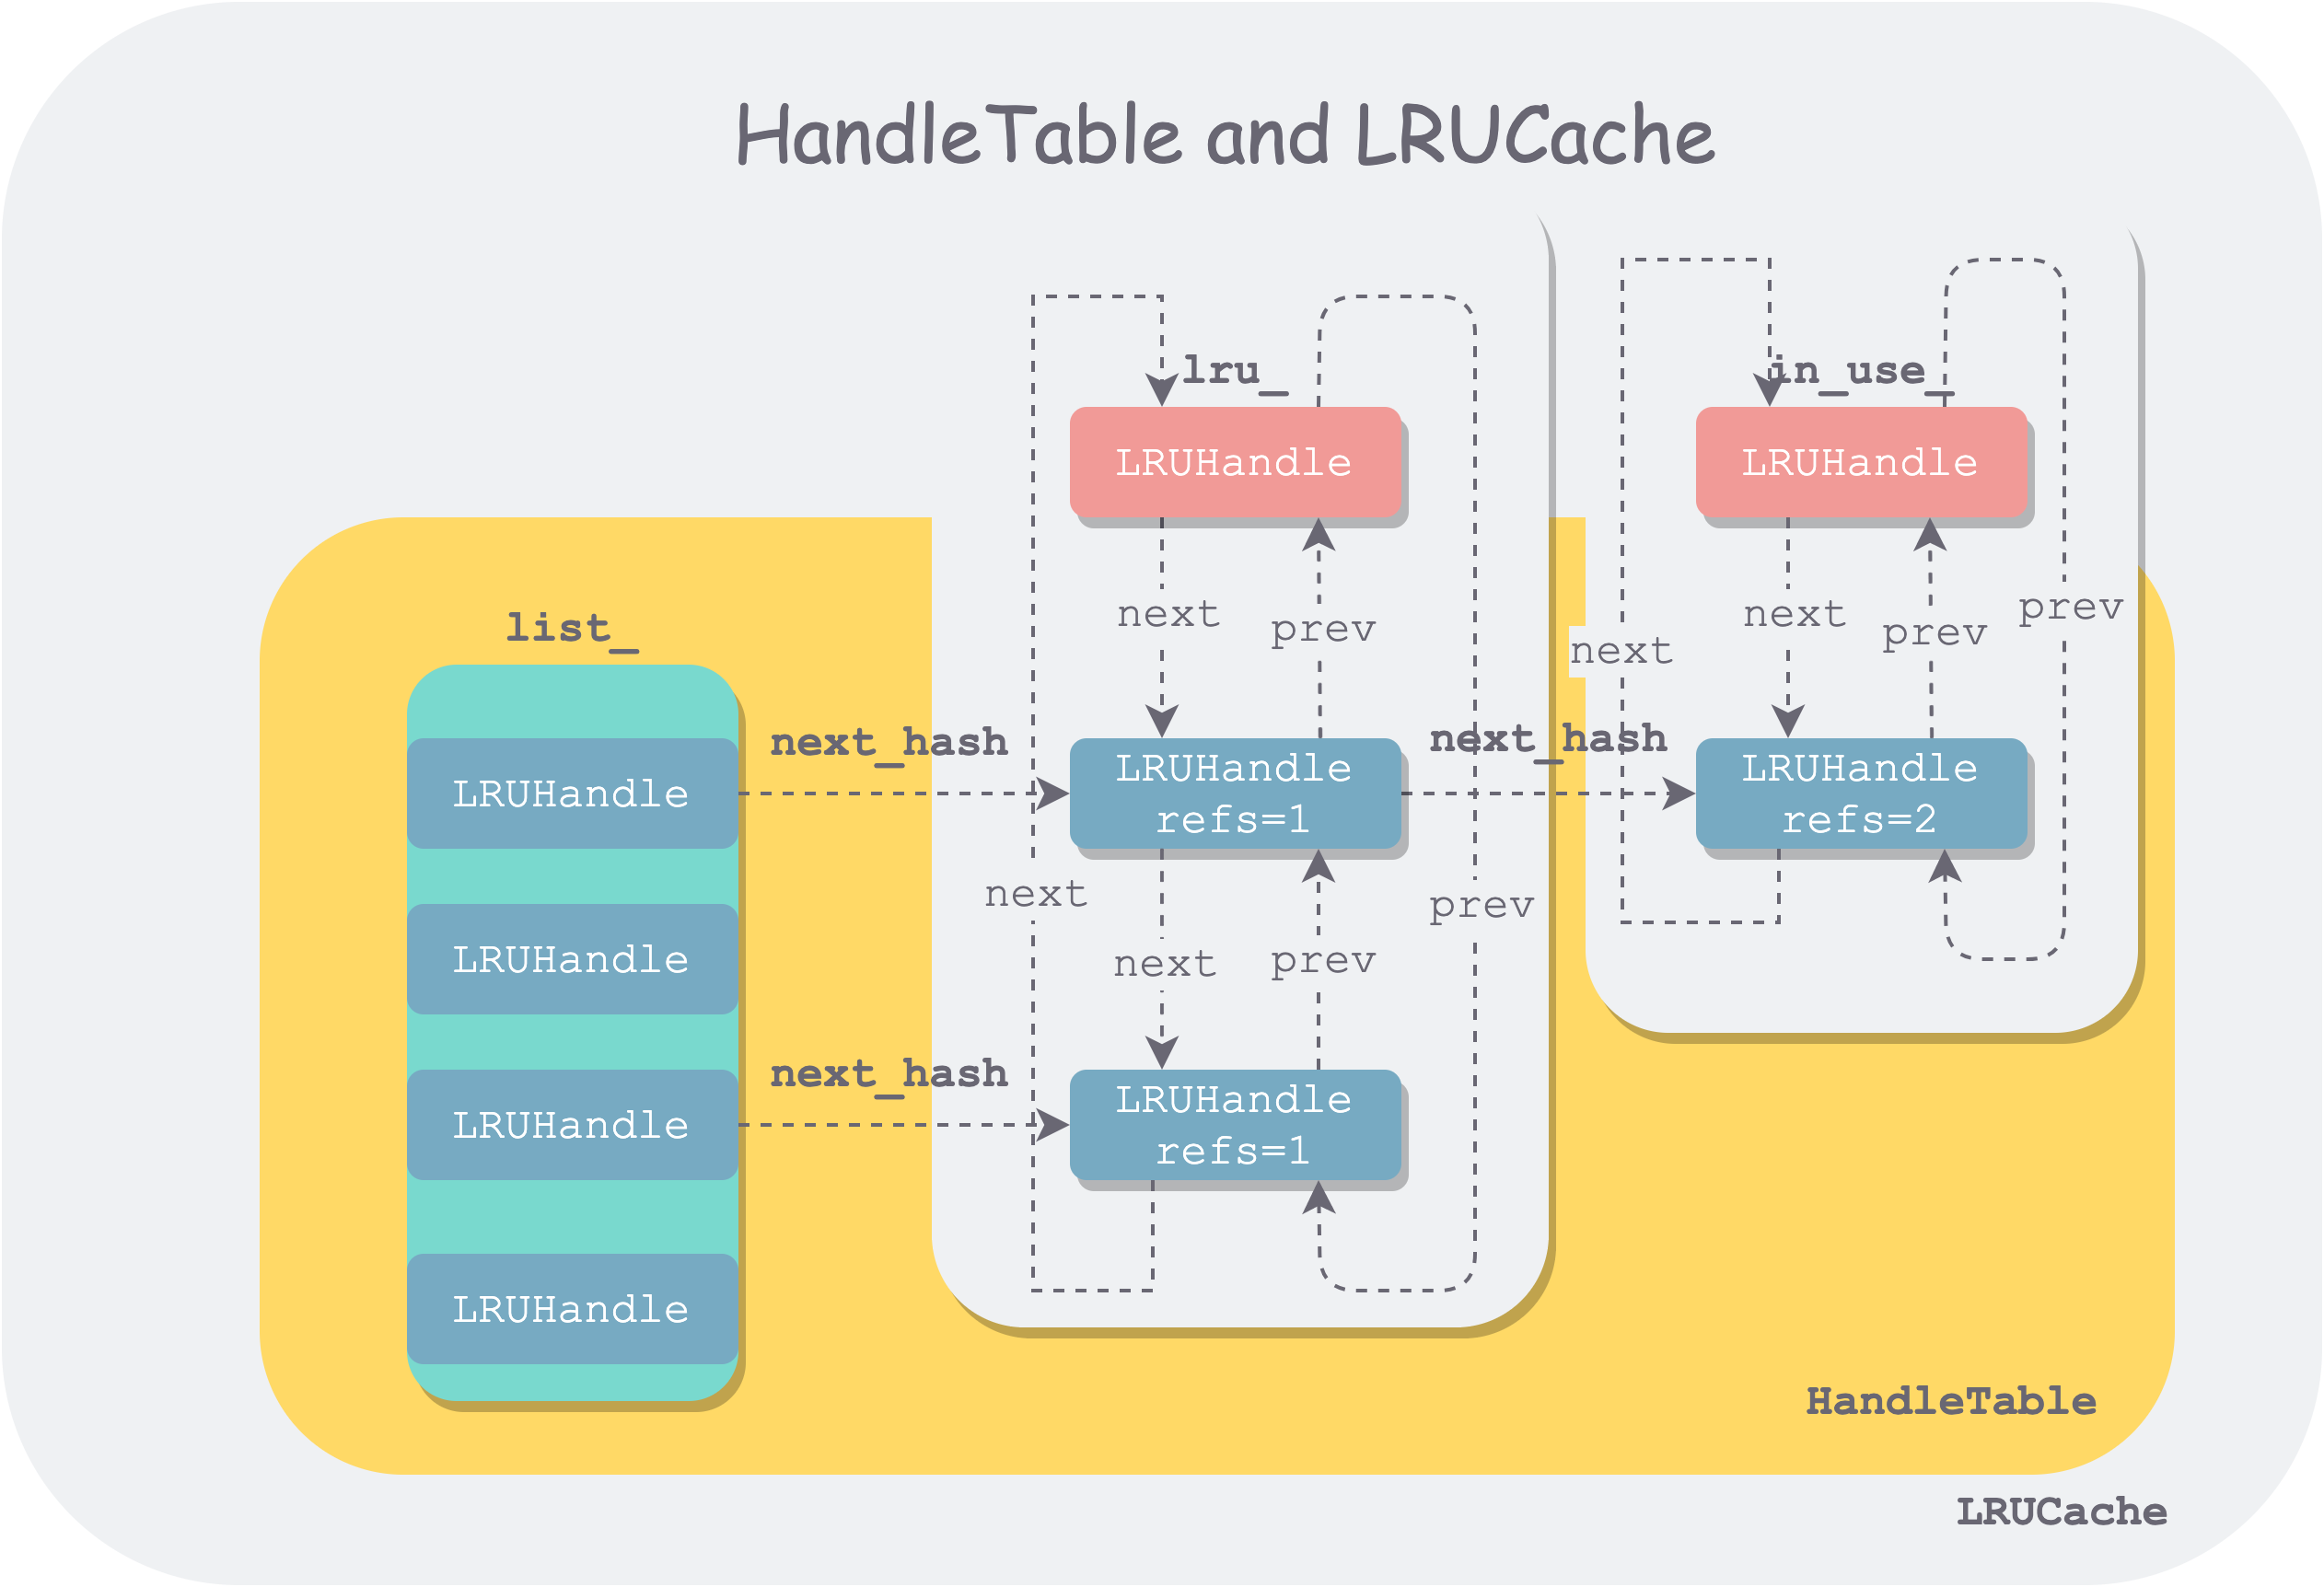 HandleTable and LRUCache
lru_
in_use_
LRUHandle
LRUHandle
next
prev
next
prev
prev
next
list_
next_hash
next_hash
LRUHandle
LRUHandle
refs=1
LRUHandle
refs=2
next
prev
LRUHandle
next
prev
next_hash
LRUHandle
LRUHandle
refs=1
LRUHandle
HandleTable
LRUCache